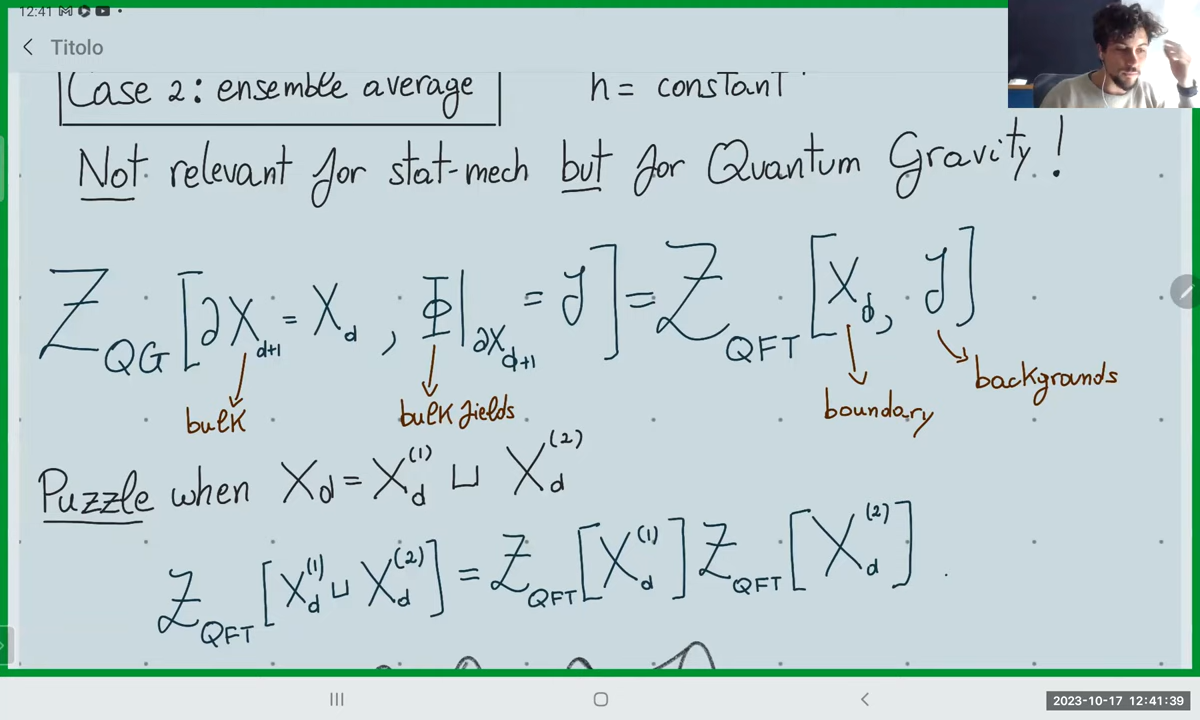 12:41
Titolo
Case 2: ensemble average h = constant
Not relevant for stat-mech but for Quantum Gravity!
Z_QG [∂X_{d+1} = X_d , Φ|_{∂X_{d+1}} = J] = Z_QFT [X_d, J]
bulk bulk fields boundary backgrounds
Puzzle when X_d = X_d^{(1)} ⊔ X_d^{(2)}
Z_QFT [X_d^{(1)} ⊔ X_d^{(2)}] = Z_QFT [X_d^{(1)}] Z_QFT [X_d^{(2)}] .
2023-10-17 12:41:39